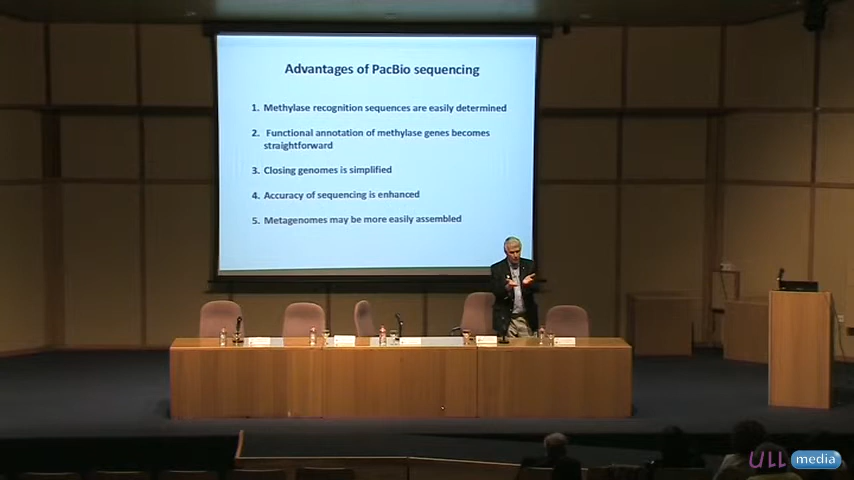 Advantages of PacBio sequencing
1. Methylase recognition sequences are easily determined
2. Functional annotation of methylase genes becomes
straightforward
3. Closing genomes is simplified
4. Accuracy of sequencing is enhanced
5. Metagenomes may be more easily assembled
ULL media